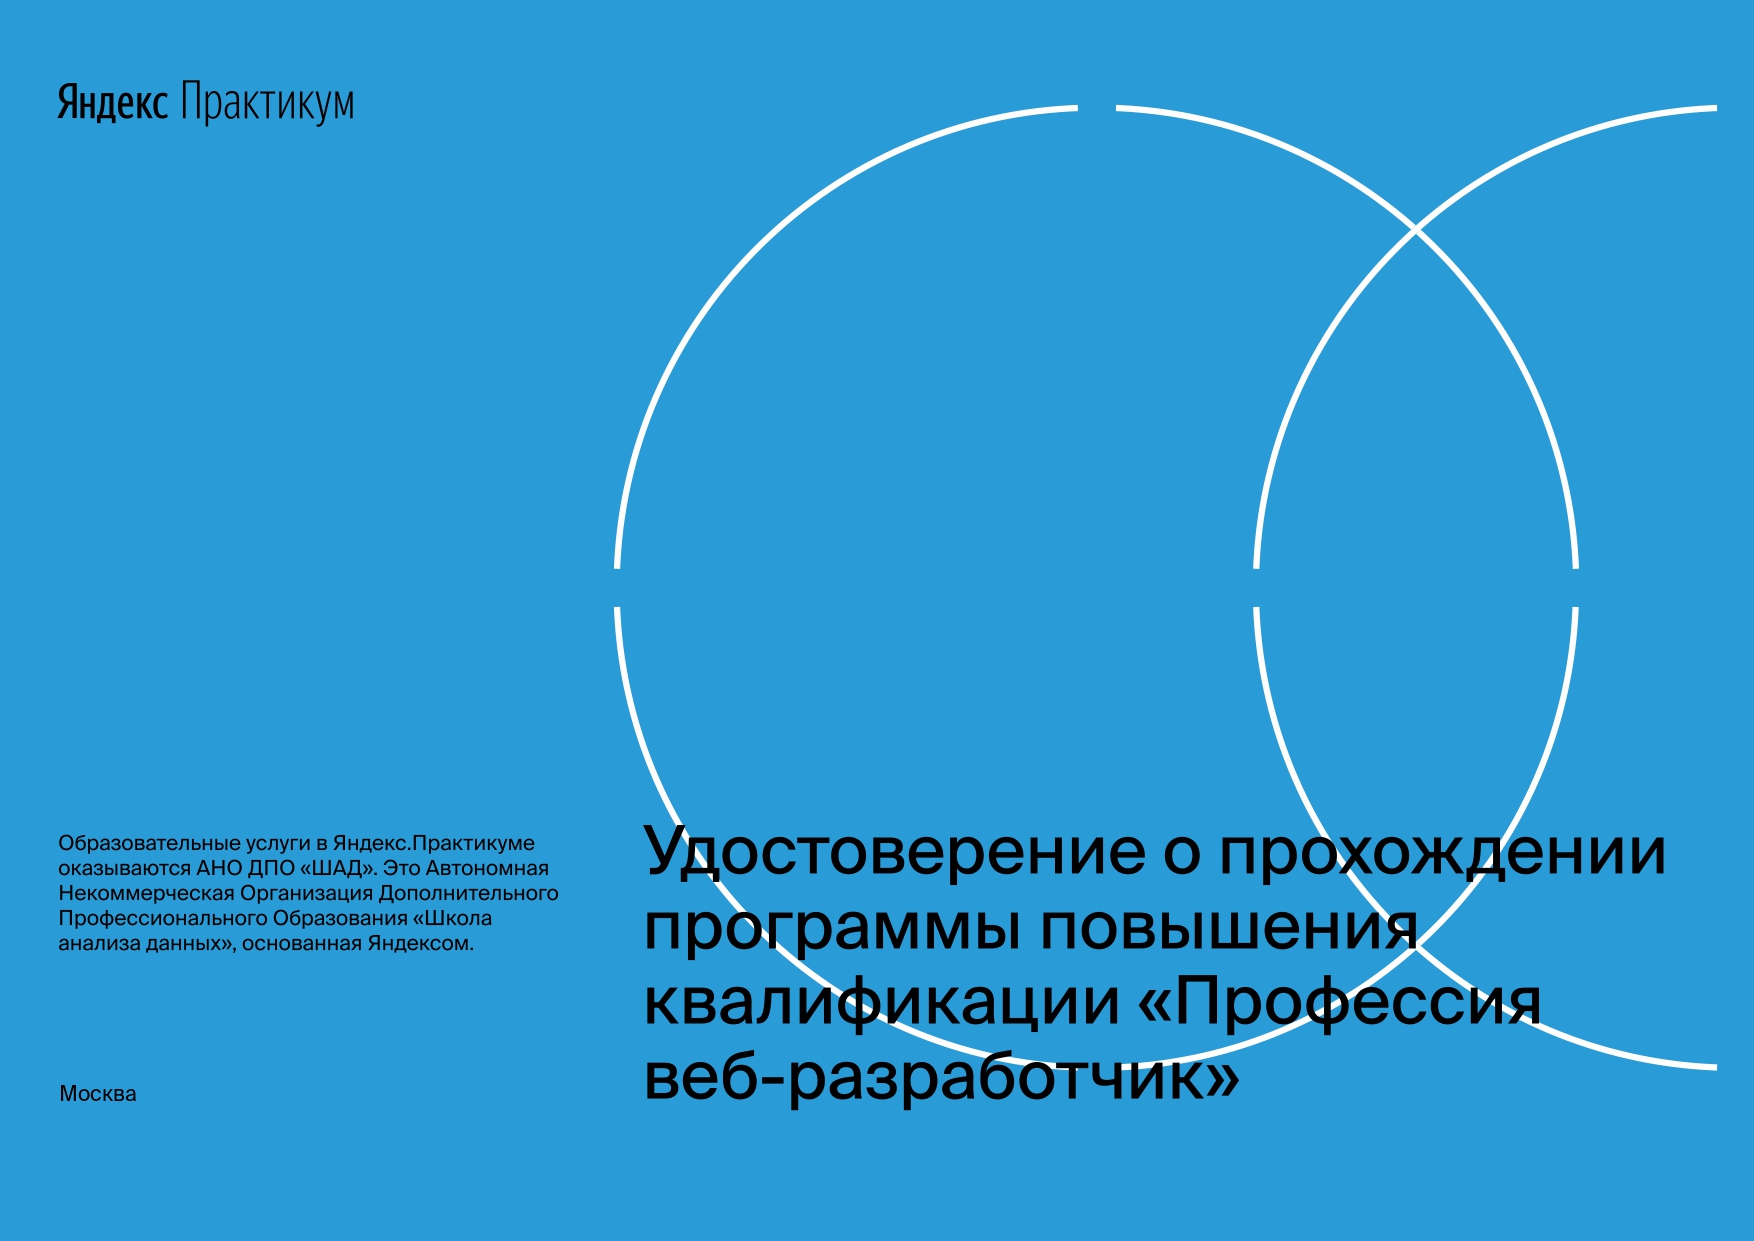 Яндекс Практикум
Образовательные услуги в Яндекс.Практикуме
оказываются АНО ДПО «ШАД». Это Автономная
Некоммерческая Организация Дополнительного
Профессионального Образования «Школа
анализа данных», основанная Яндексом.
Москва
Удостоверение о прохождении
программы повышения
квалификации «Профессия
веб-разработчик»